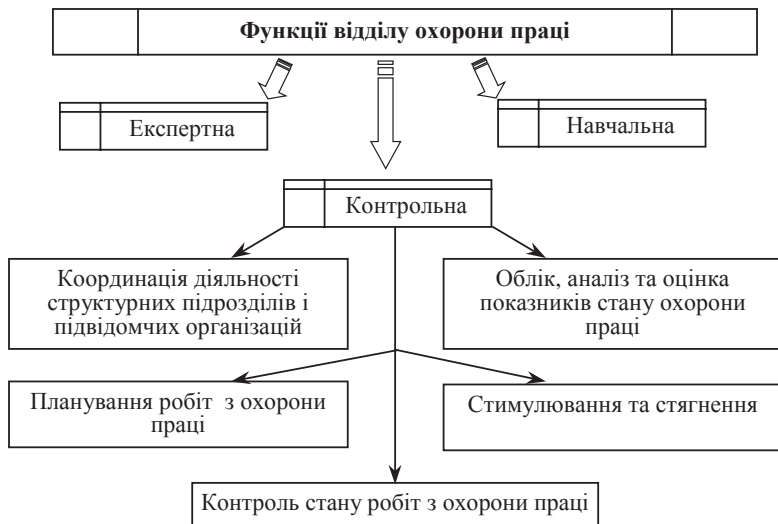 Функції відділу охорони праці
Експертна
Навчальна
Контрольна
Координація діяльності
структурних підрозділів і
підвідомчих організацій
Облік, аналіз та оцінка
показників стану охорони
праці
Планування робіт з охорони
праці
Стимулювання та стягнення
Контроль стану робіт з охорони праці